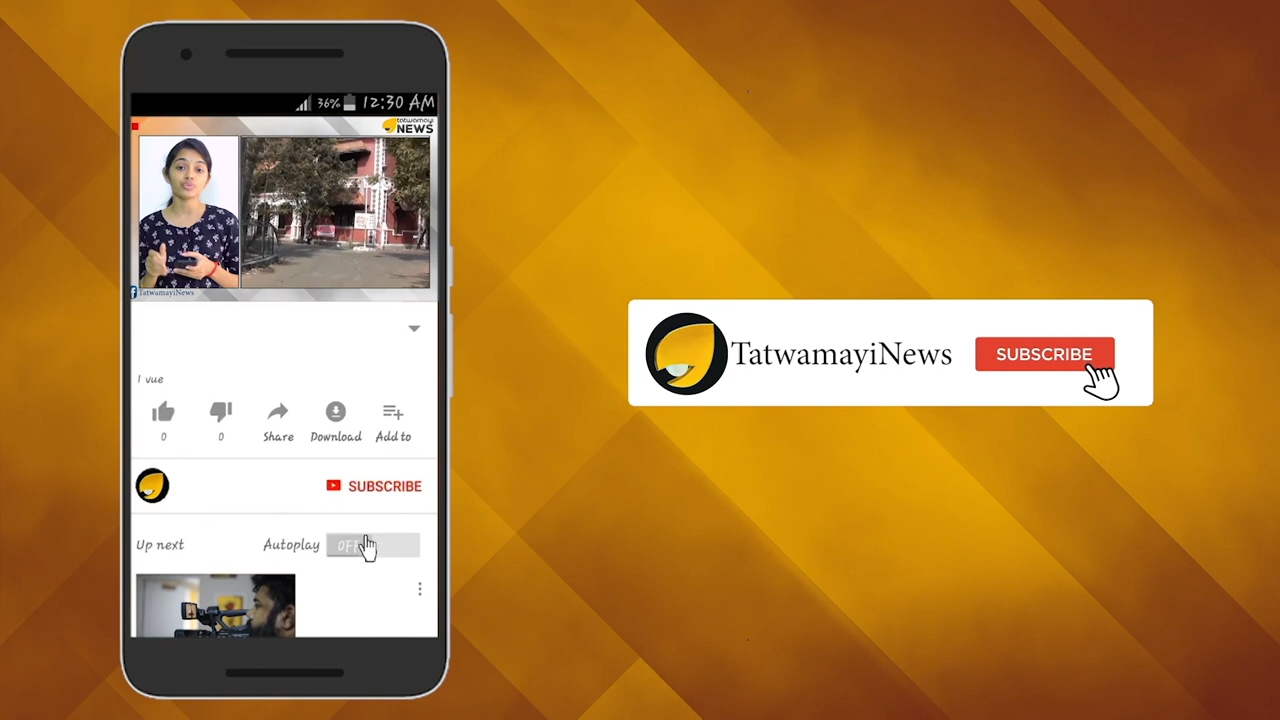 36% 12:30 AM
tatwamayi
NEWS
TatwamayiNews
1 vue
0 0 Share Download Add to
SUBSCRIBE
Up next Autoplay OFF
TatwamayiNews SUBSCRIBE